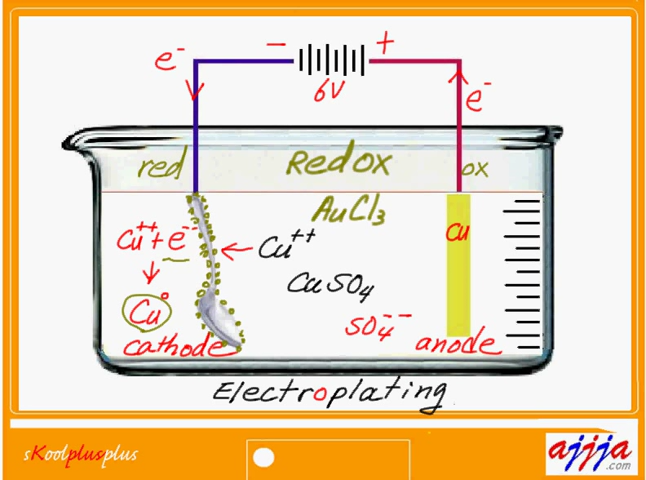 e⁻ − + e⁻
6V
red Redox ox
AuCl3
Cu⁺⁺ + e⁻⁻ ← Cu⁺⁺ Cu
↓ CuSO4
Cu° SO4⁻⁻
cathode anode
Electroplating
sKoolplusplus
ajjja
.com